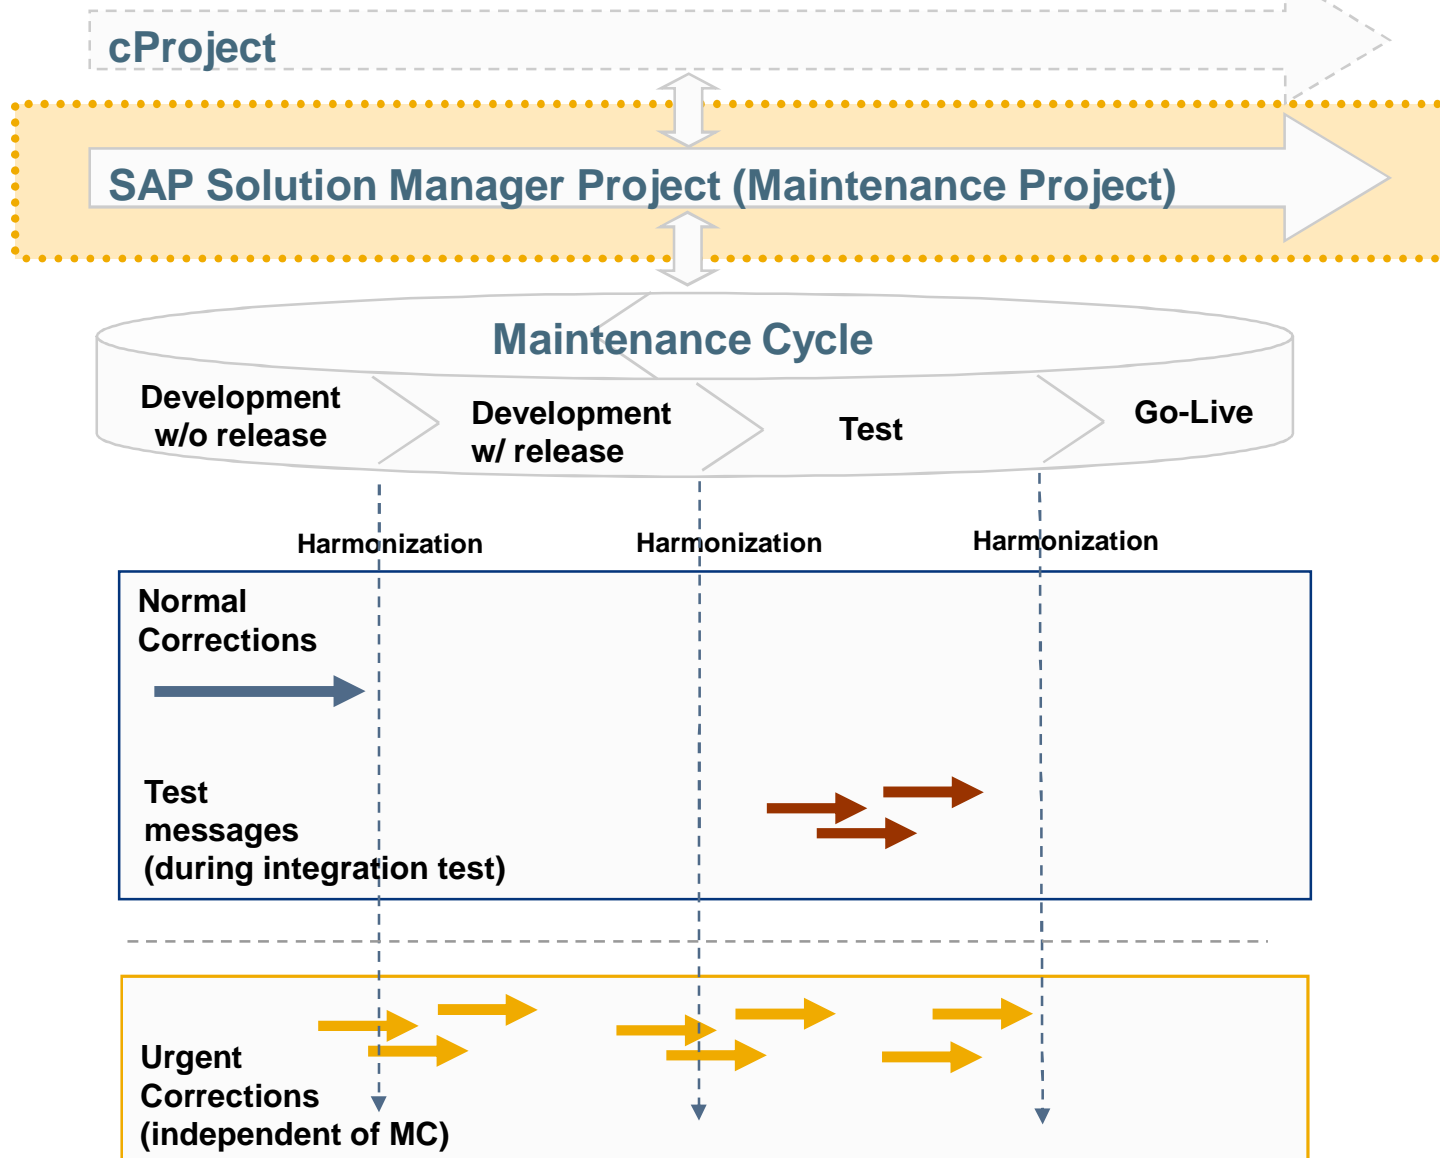 cProject
SAP Solution Manager Project (Maintenance Project)
Maintenance Cycle
Development
w/o release
Development
w/ release
Test
Go-Live
Harmonization
Harmonization
Harmonization
Normal
Corrections
Test
messages
(during integration test)
Urgent
Corrections
(independent of MC)